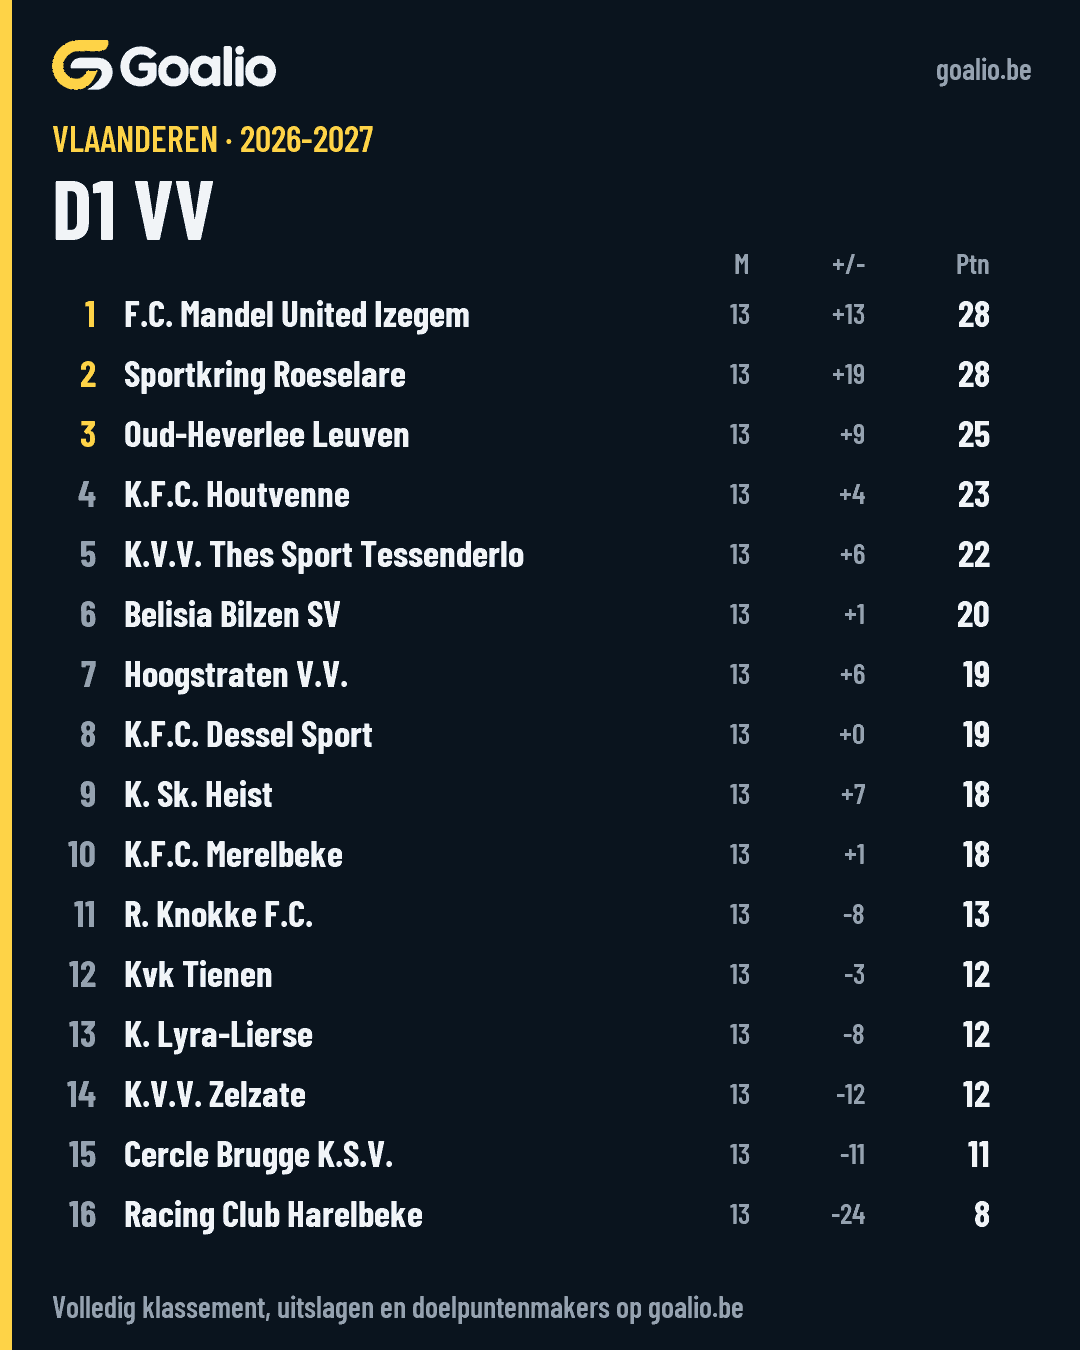 Goalio
goalio.be
VLAANDEREN · 2026-2027
D1 VV
M +/- Ptn
1 F.C. Mandel United Izegem 13 +13 28
2 Sportkring Roeselare 13 +19 28
3 Oud-Heverlee Leuven 13 +9 25
4 K.F.C. Houtvenne 13 +4 23
5 K.V.V. Thes Sport Tessenderlo 13 +6 22
6 Belisia Bilzen SV 13 +1 20
7 Hoogstraten V.V. 13 +6 19
8 K.F.C. Dessel Sport 13 +0 19
9 K. Sk. Heist 13 +7 18
10 K.F.C. Merelbeke 13 +1 18
11 R. Knokke F.C. 13 -8 13
12 Kvk Tienen 13 -3 12
13 K. Lyra-Lierse 13 -8 12
14 K.V.V. Zelzate 13 -12 12
15 Cercle Brugge K.S.V. 13 -11 11
16 Racing Club Harelbeke 13 -24 8
Volledig klassement, uitslagen en doelpuntenmakers op goalio.be